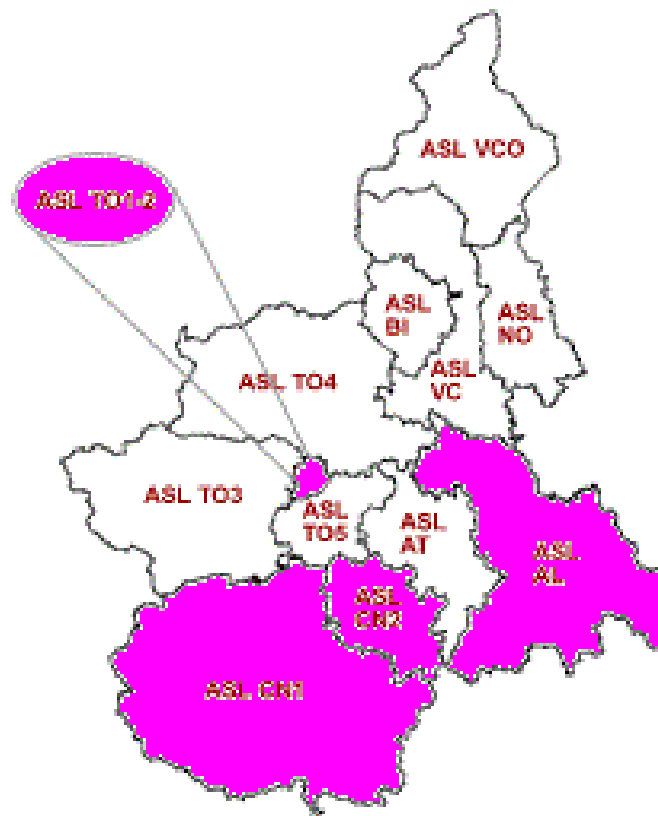 ASL VCO
ASL TO1-2
ASL
BI
ASL
NO
ASL TO4
ASL
VC
ASL TO3
ASL
TO5
ASL
AT
ASL
AL
ASL
CN2
ASL CN1